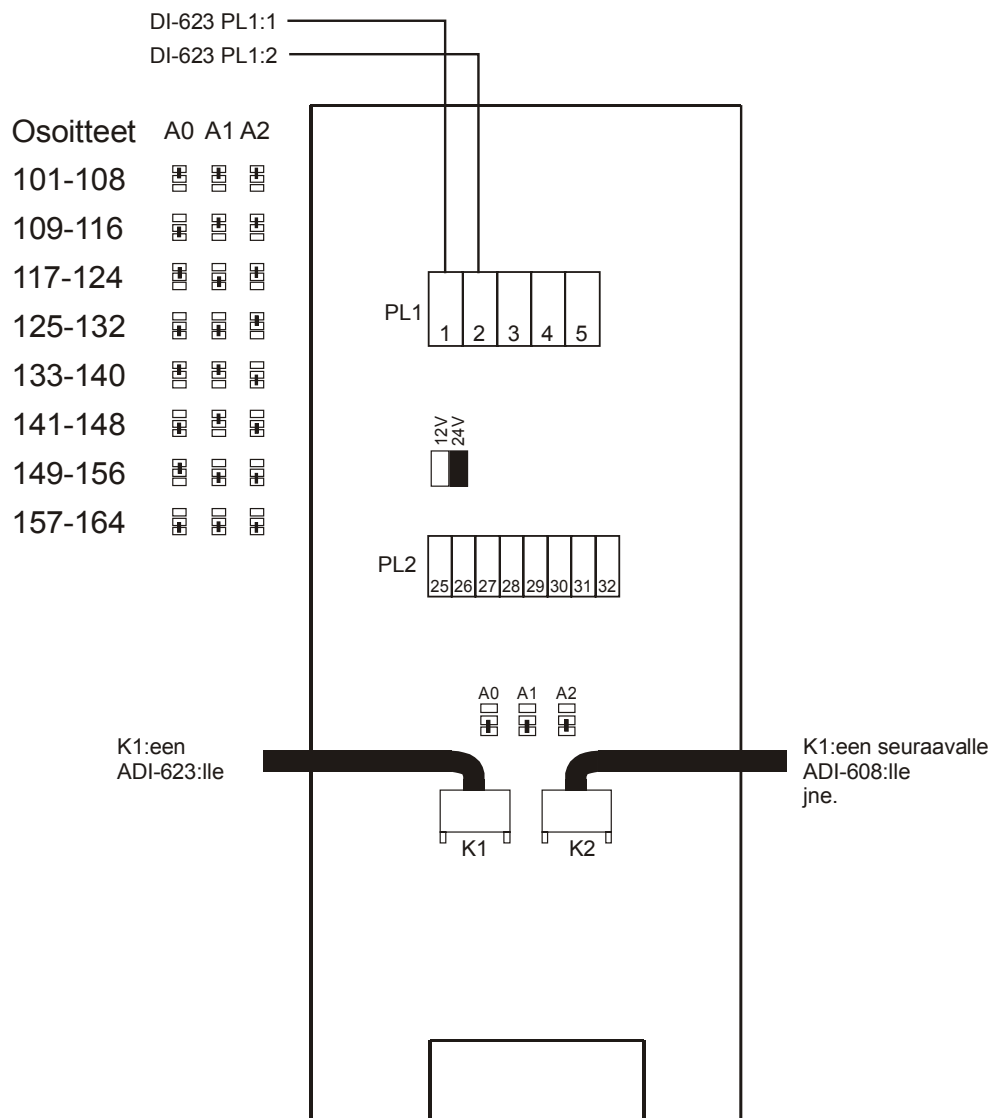 DI-623 PL1:1
DI-623 PL1:2
Osoitteet A0 A1 A2
101-108
109-116
117-124
125-132
133-140
141-148
149-156
157-164
PL1
1 2 3 4 5
12V
24V
PL2
25 26 27 28 29 30 31 32
A0 A1 A2
K1:een
ADI-623:lle
K1:een seuraavalle
ADI-608:lle
jne.
K1
K2